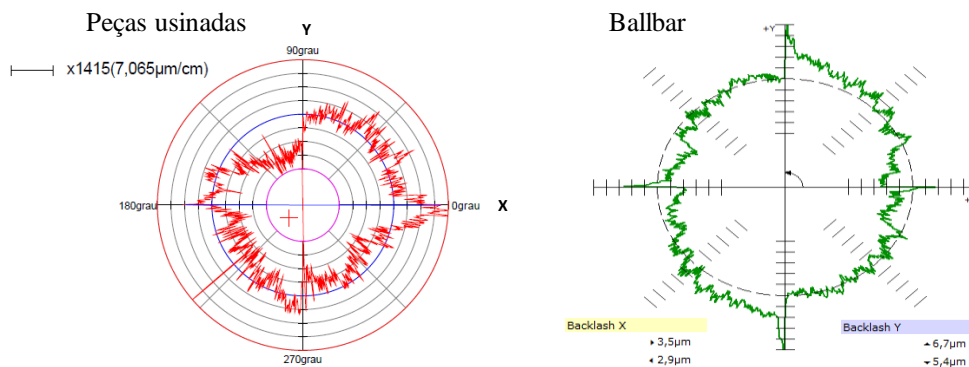 Peças usinadas
Y
90grau
x1415(7,065µm/cm)
180grau
0grau
X
270grau
Ballbar
+Y
+
Backlash X
3,5µm
2,9µm
Backlash Y
6,7µm
5,4µm